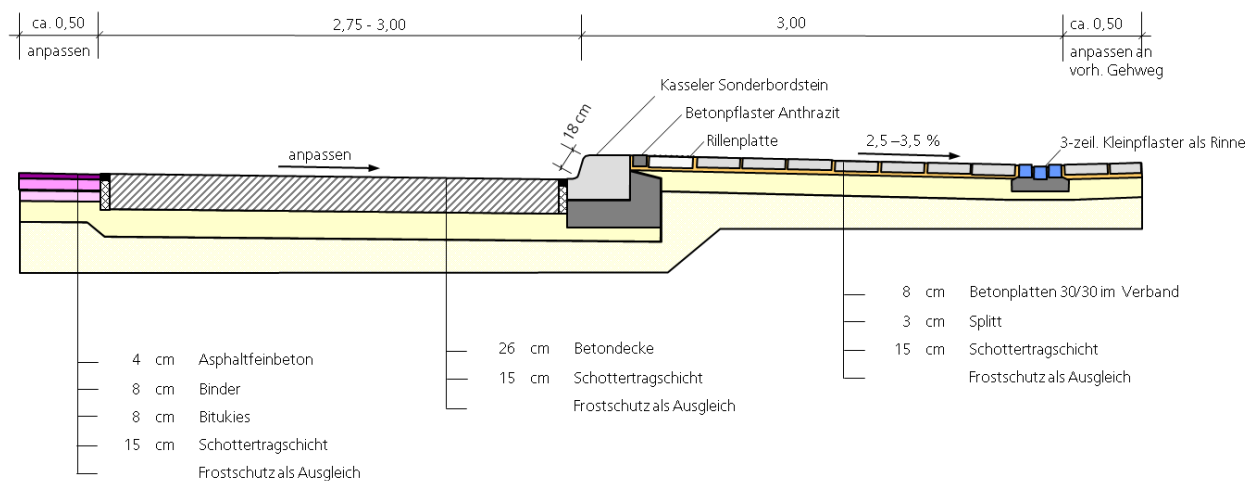 ca. 0,50
2,75 - 3,00
3,00
ca. 0,50
anpassen
anpassen an
vorh. Gehweg
Kasseler Sonderbordstein
Betonpflaster Anthrazit
Rillenplatte
18 cm
anpassen
2,5 – 3,5 %
3-zeil. Kleinpflaster als Rinne
4 cm Asphaltfeinbeton
8 cm Binder
8 cm Bitukies
15 cm Schottertragschicht
Frostschutz als Ausgleich
26 cm Betondecke
15 cm Schottertragschicht
Frostschutz als Ausgleich
8 cm Betonplatten 30/30 im Verband
3 cm Splitt
15 cm Schottertragschicht
Frostschutz als Ausgleich